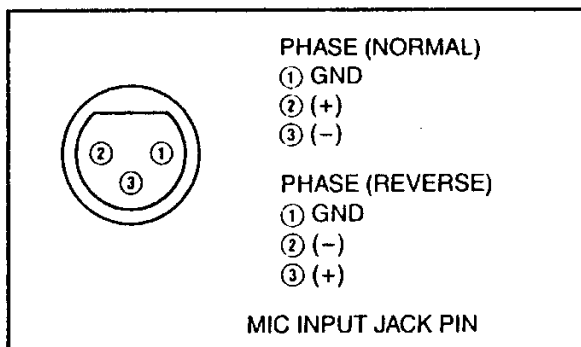 PHASE (NORMAL)
① GND
② (+)
③ (−)
② ①
③
PHASE (REVERSE)
① GND
② (−)
③ (+)
MIC INPUT JACK PIN